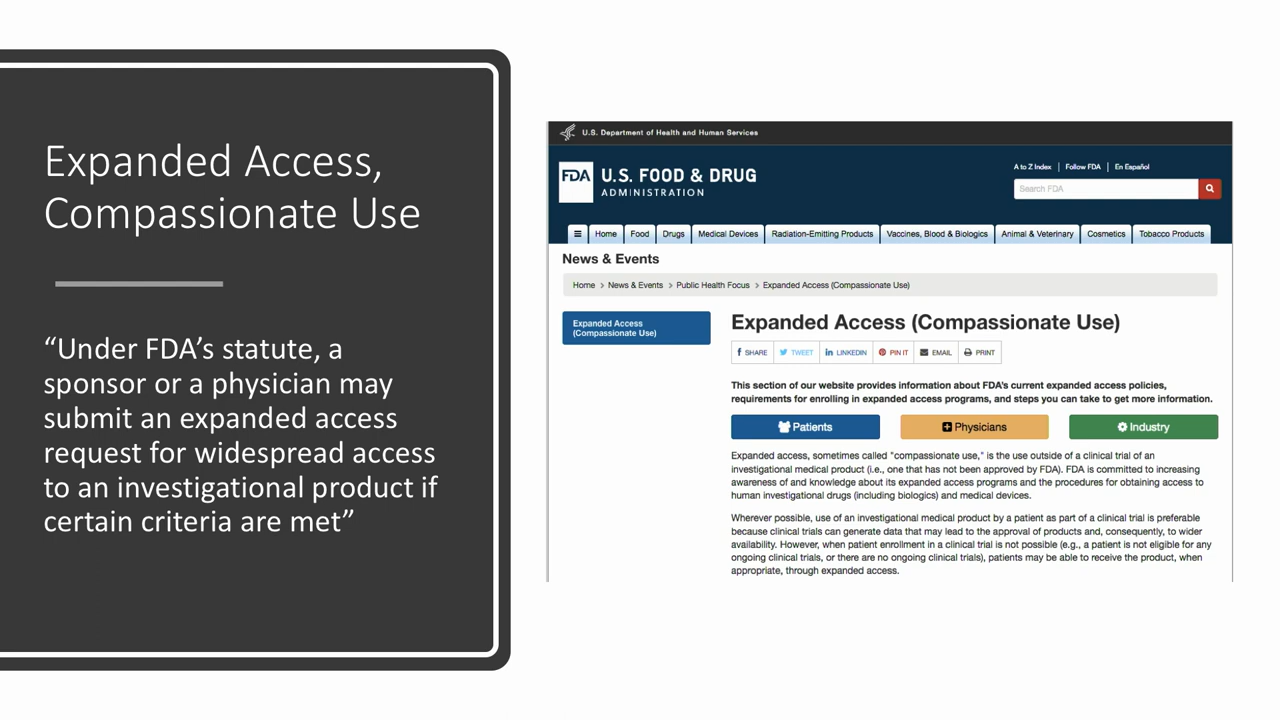 Expanded Access,
Compassionate Use
“Under FDA’s statute, a
sponsor or a physician may
submit an expanded access
request for widespread access
to an investigational product if
certain criteria are met”
U.S. Department of Health and Human Services
FDA
U.S. FOOD & DRUG
ADMINISTRATION
A to Z Index | Follow FDA | En Español
Search FDA
Home Food Drugs Medical Devices Radiation-Emitting Products Vaccines, Blood & Biologics Animal & Veterinary Cosmetics Tobacco Products
News & Events
Home > News & Events > Public Health Focus > Expanded Access (Compassionate Use)
Expanded Access
(Compassionate Use)
Expanded Access (Compassionate Use)
SHARE TWEET LINKEDIN PIN IT EMAIL PRINT
This section of our website provides information about FDA's current expanded access policies,
requirements for enrolling in expanded access programs, and steps you can take to get more information.
Patients Physicians Industry
Expanded access, sometimes called "compassionate use," is the use outside of a clinical trial of an
investigational medical product (i.e., one that has not been approved by FDA). FDA is committed to increasing
awareness of and knowledge about its expanded access programs and the procedures for obtaining access to
human investigational drugs (including biologics) and medical devices.
Wherever possible, use of an investigational medical product by a patient as part of a clinical trial is preferable
because clinical trials can generate data that may lead to the approval of products and, consequently, to wider
availability. However, when patient enrollment in a clinical trial is not possible (e.g., a patient is not eligible for any
ongoing clinical trials, or there are no ongoing clinical trials), patients may be able to receive the product, when
appropriate, through expanded access.